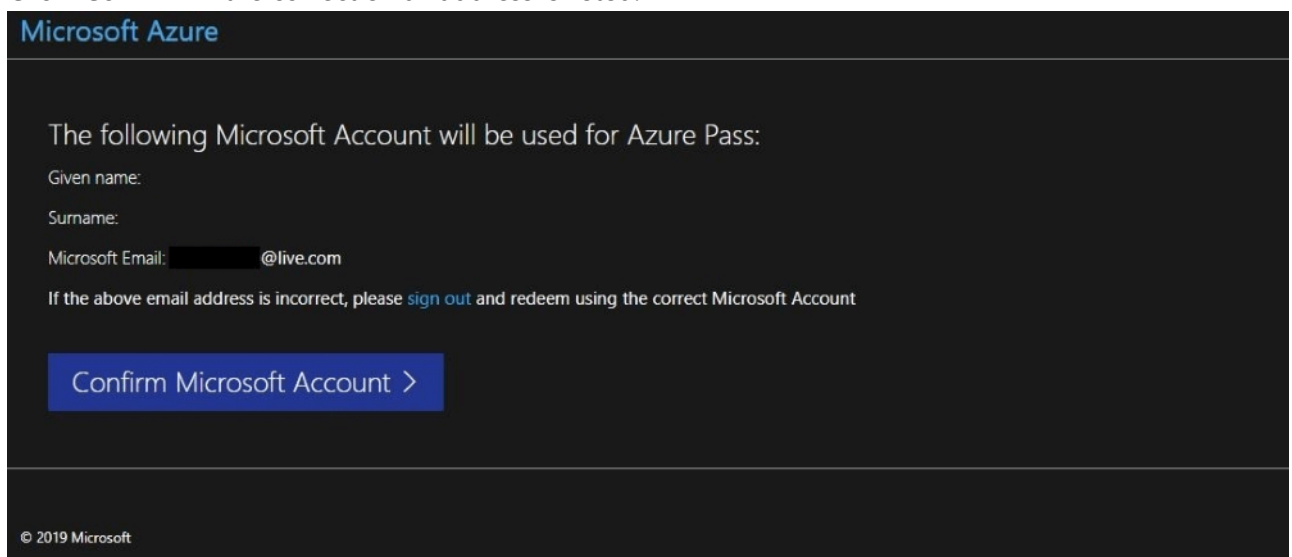 Microsoft Azure
The following Microsoft Account will be used for Azure Pass:
Given name:
Surname:
Microsoft Email: @live.com
If the above email address is incorrect, please sign out and redeem using the correct Microsoft Account
Confirm Microsoft Account >
© 2019 Microsoft